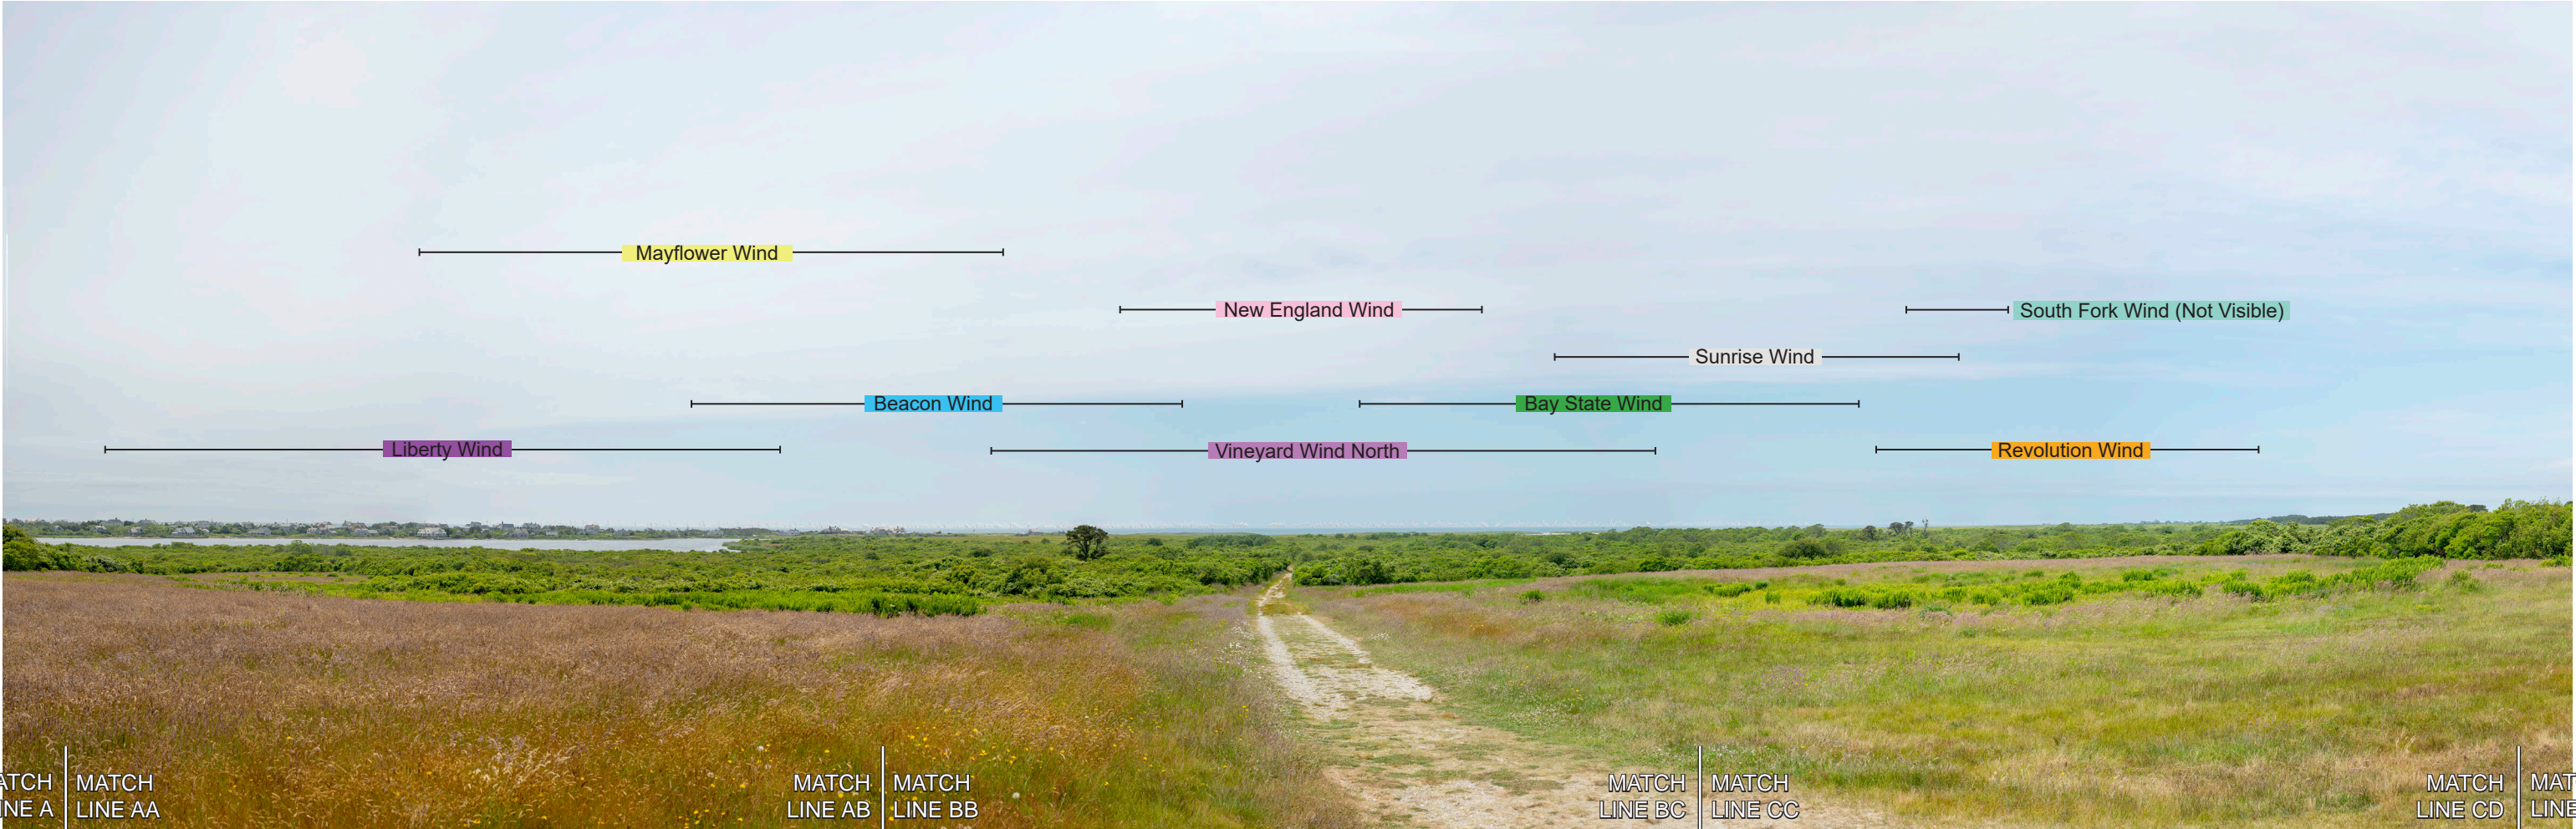 Mayflower Wind
New England Wind
South Fork Wind (Not Visible)
Sunrise Wind
Beacon Wind
Bay State Wind
Liberty Wind
Vineyard Wind North
Revolution Wind
MATCH
LINE AA
MATCH
LINE AB
MATCH
LINE BB
MATCH
LINE BC
MATCH
LINE CC
MATCH
LINE CD